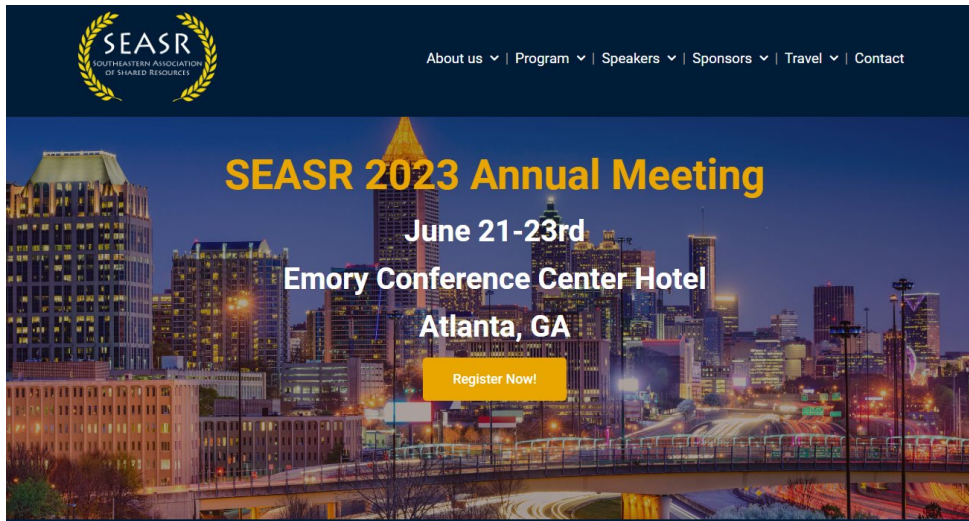 SEASR
SOUTHEASTERN ASSOCIATION
OF SHARED RESOURCES
About us | Program | Speakers | Sponsors | Travel | Contact
SEASR 2023 Annual Meeting
June 21-23rd
Emory Conference Center Hotel
Atlanta, GA
Register Now!